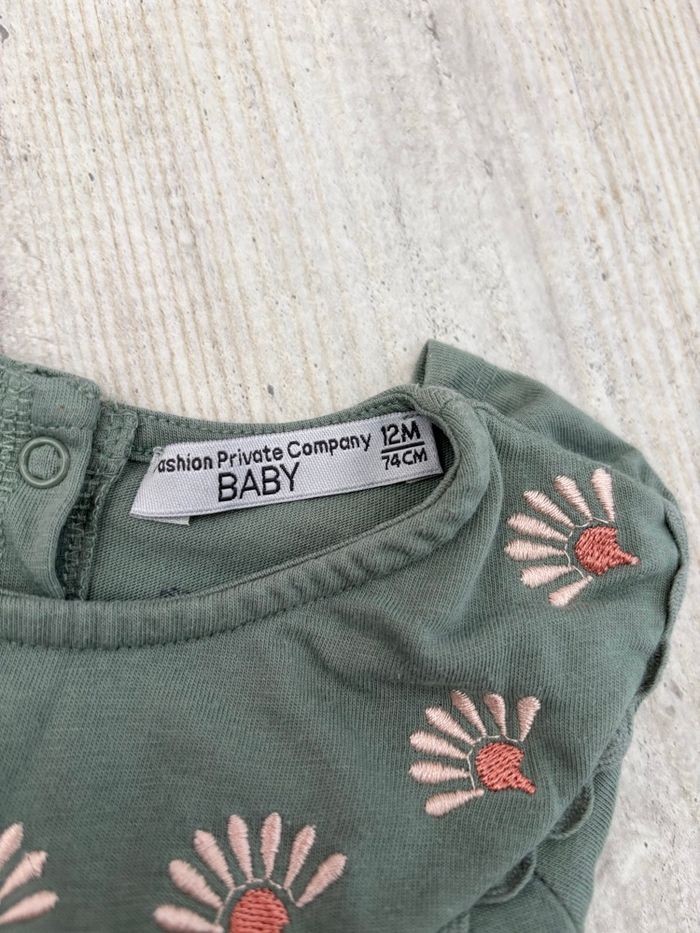 ashion Private Company
BABY
12M
74CM